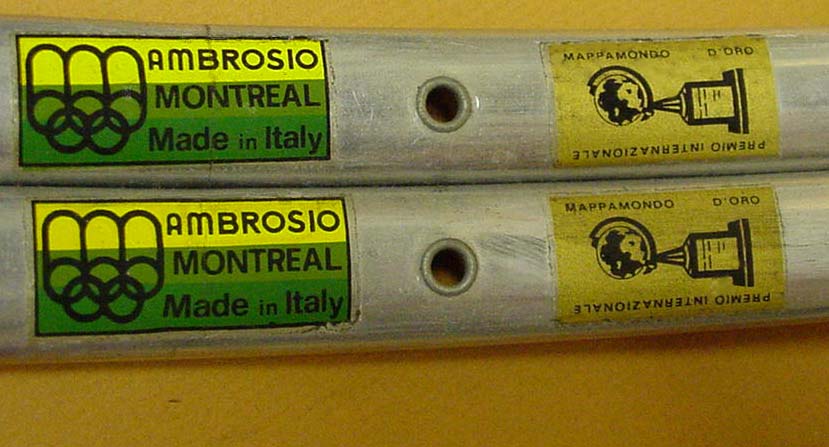 AMBROSIO
MONTREAL
Made in Italy
MAPPAMONDO D'ORO
PREMIO INTERNAZIONALE
AMBROSIO
MONTREAL
Made in Italy
MAPPAMONDO D'ORO
PREMIO INTERNAZIONALE